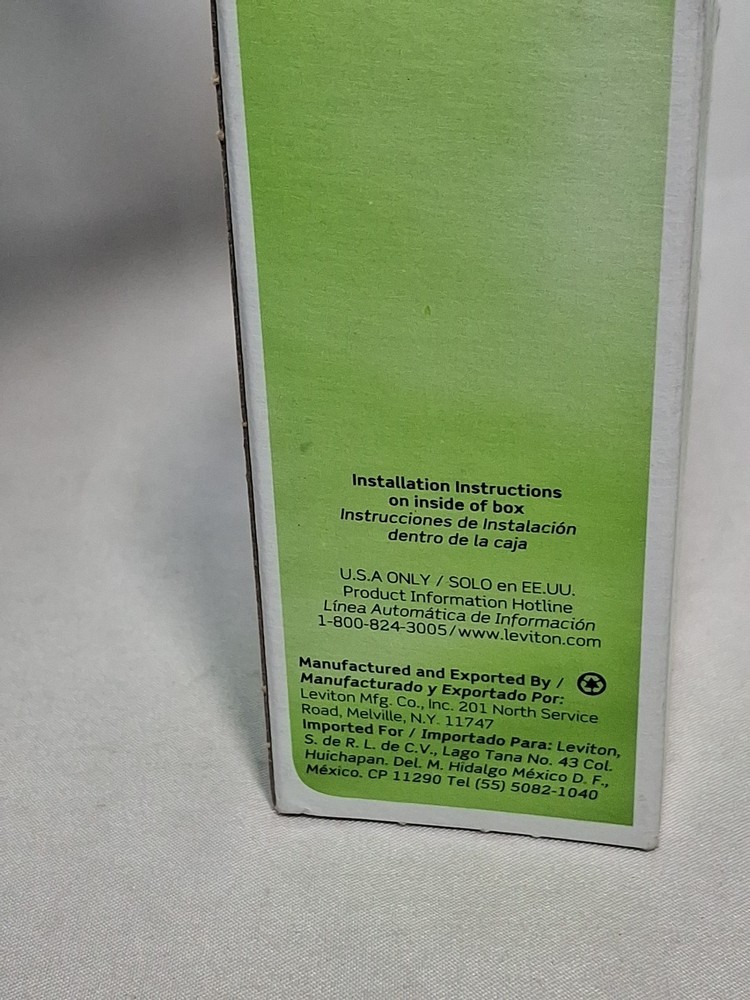 Installation Instructions
on inside of box
Instrucciones de Instalación
dentro de la caja
U.S.A ONLY / SOLO en EE.UU.
Product Information Hotline
Línea Automática de Información
1-800-824-3005/www.leviton.com
Manufactured and Exported By /
Manufacturado y Exportado Por:
Leviton Mfg. Co., Inc. 201 North Service
Road, Melville, N.Y. 11747
Imported For / Importado Para: Leviton,
S. de R. L. de C.V., Lago Tana No. 43 Col.
Huichapan. Del. M. Hidalgo México D. F.,
México. CP 11290 Tel (55) 5082-1040